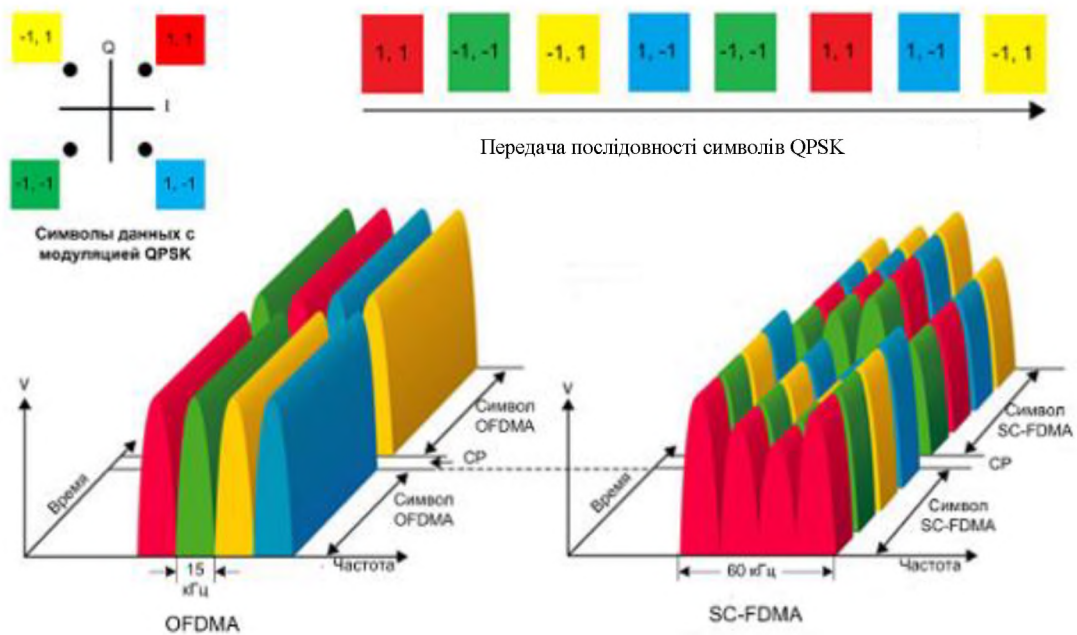 -1, 1
1, 1
Q
I
-1, -1
1, -1
Символы данных с
модуляцией QPSK
1, 1
-1, -1
-1, 1
1, -1
-1, -1
1, 1
1, -1
-1, 1
Передача послідовності символів QPSK
V
Время
Символ
OFDMA
CP
Символ
OFDMA
Частота
15
кГц
OFDMA
V
Время
Символ
SC-FDMA
CP
Символ
SC-FDMA
60 кГц
Частота
SC-FDMA